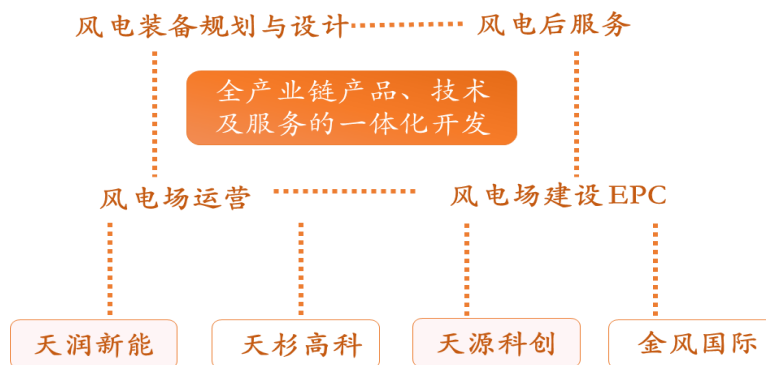 风电装备规划与设计
风电后服务
全产业链产品、技术
及服务的一体化开发
风电场运营
风电场建设EPC
天润新能
天杉高科
天源科创
金风国际